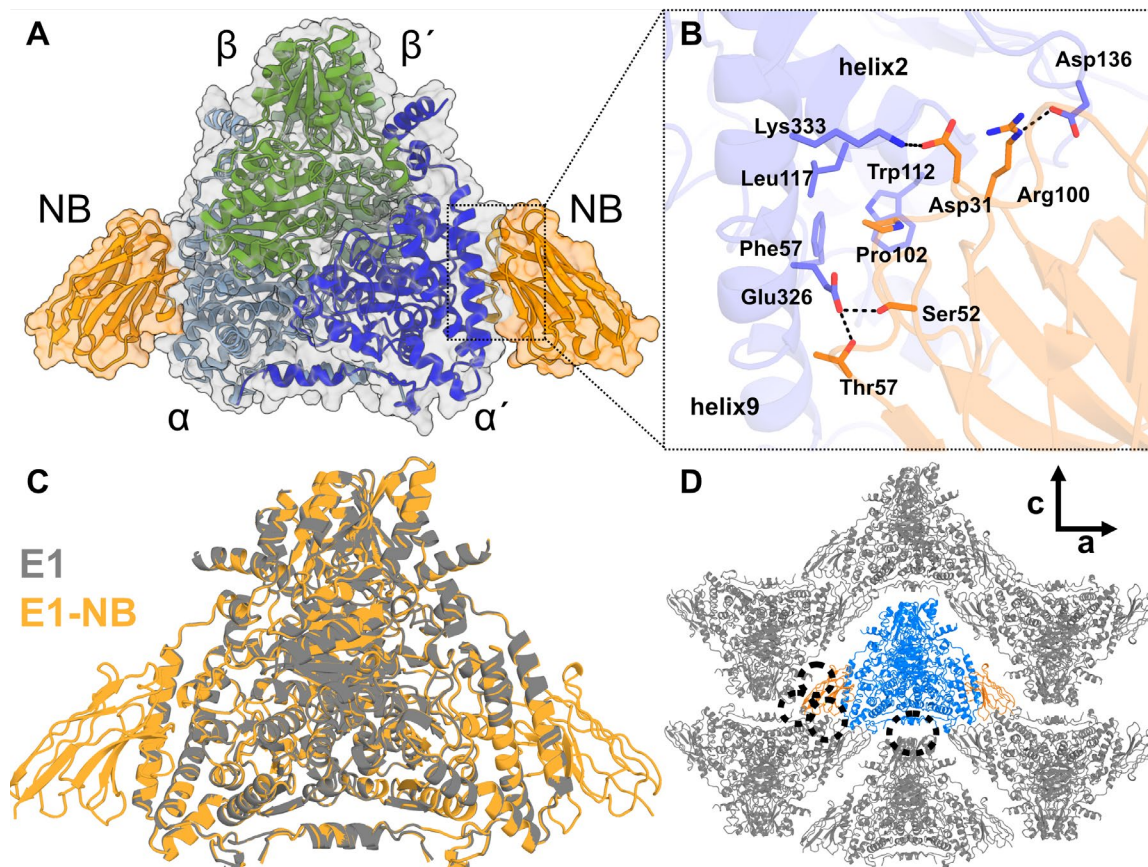 A
β
β´
NB
NB
α
α´
B
helix2
Asp136
Lys333
Leu117
Trp112
Asp31
Arg100
Phe57
Pro102
Glu326
Ser52
Thr57
helix9
C
E1
E1-NB
D
c
a